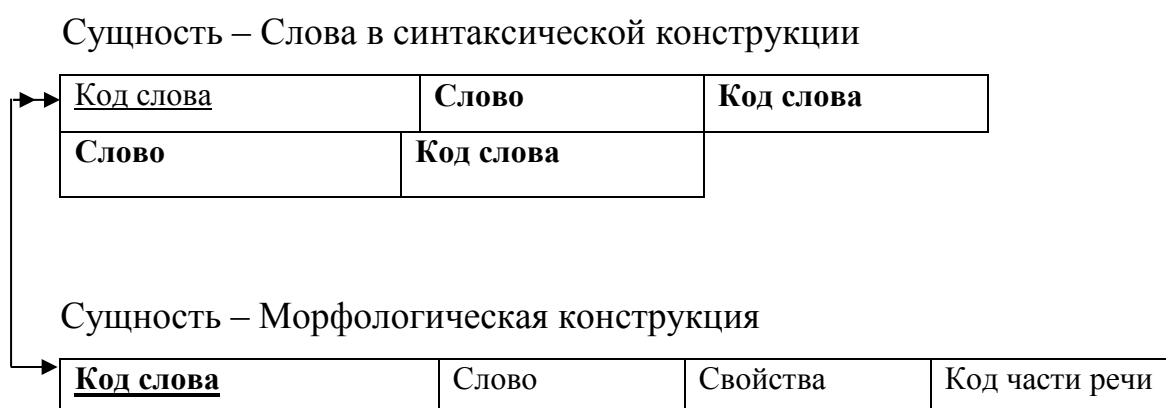 Сущность – Слова в синтаксической конструкции
Код слова Слово Код слова
Слово Код слова
Сущность – Морфологическая конструкция
Код слова Слово Свойства Код части речи